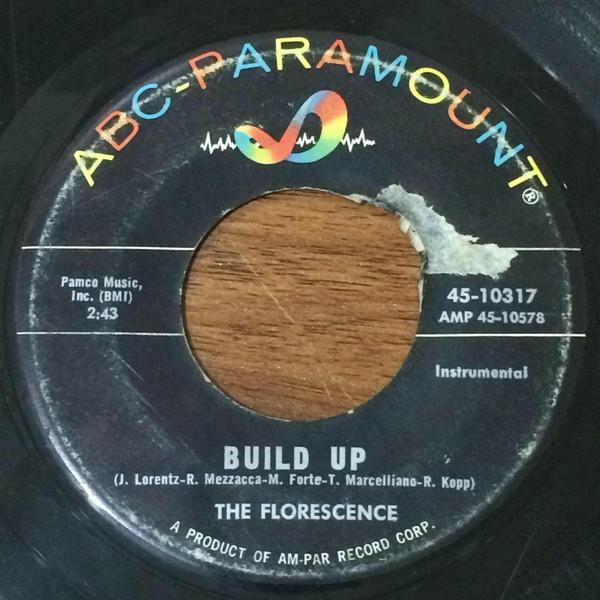 ABC-PARAMOUNT®
Pamco Music,
Inc. (BMI)
2:43
45-10317
AMP 45-10578
Instrumental
BUILD UP
(J. Lorentz-R. Mezzacca-M. Forte-T. Marcelliano-R. Kopp)
THE FLORESCENCE
A PRODUCT OF AM-PAR RECORD CORP.